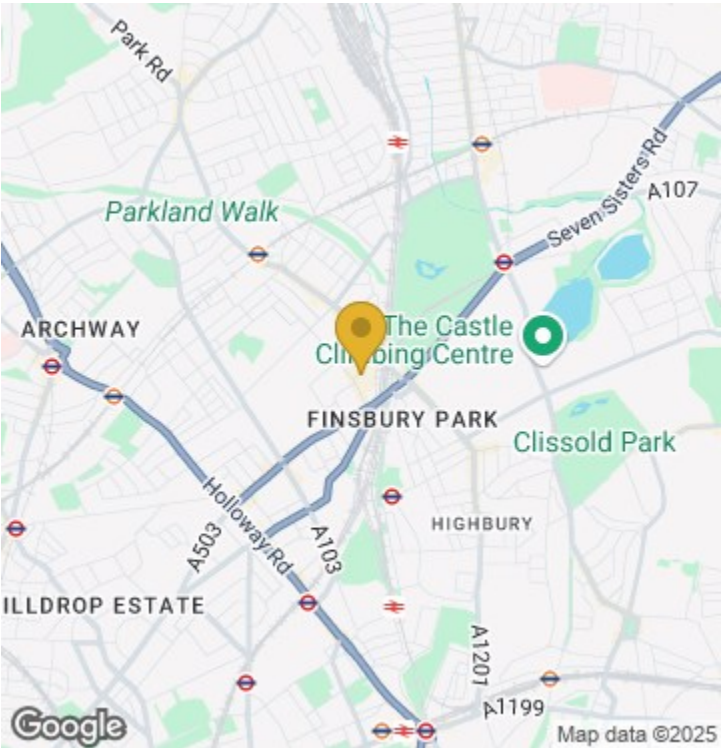 Park Rd
Seven Sisters Rd
A107
Parkland Walk
ARCHWAY
The Castle
Climbing Centre
FINSBURY PARK
Clissold Park
Holloway Rd
A503
A103
HIGHBURY
ILLDROP ESTATE
A1201
A1199
Google
Map data ©2025